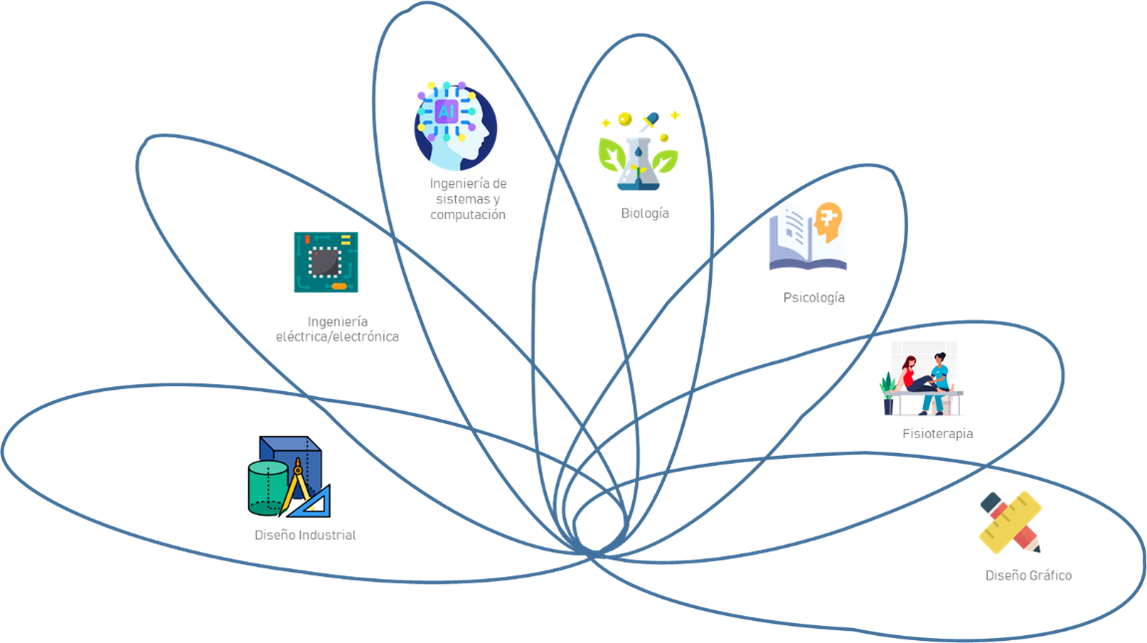 AI
Ingeniería de
sistemas y
computación
Biología
Psicología
Ingeniería
eléctrica/electrónica
Fisioterapia
Diseño Industrial
Diseño Gráfico